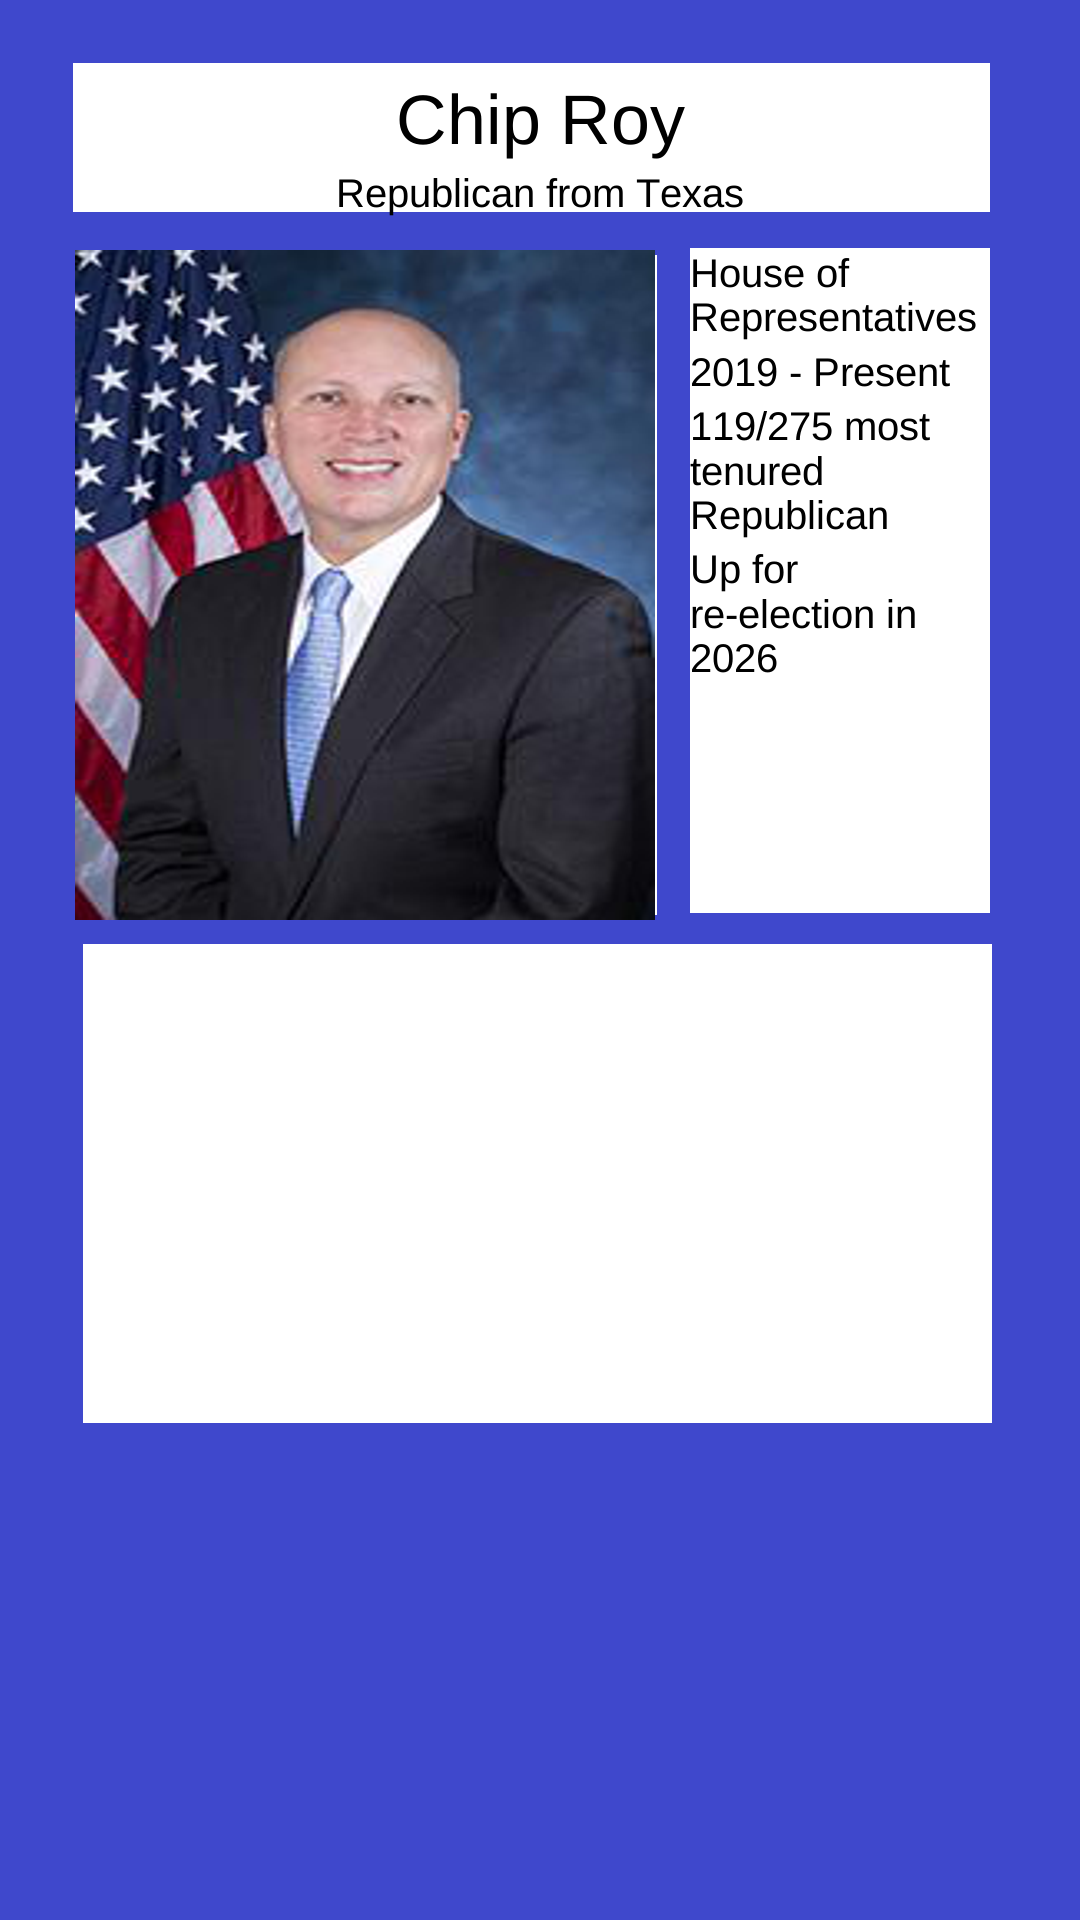 Chip Roy
Republican from Texas
House of
Representatives
2019 - Present
119/275 most
tenured
Republican
Up for
re-election in
2026